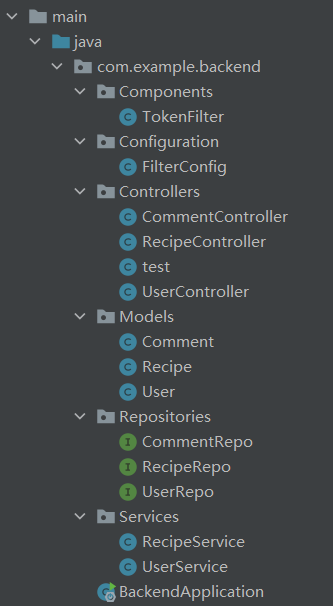 main
java
com.example.backend
Components
C TokenFilter
Configuration
C FilterConfig
Controllers
C CommentController
C RecipeController
C test
C UserController
Models
C Comment
C Recipe
C User
Repositories
I CommentRepo
I RecipeRepo
I UserRepo
Services
C RecipeService
C UserService
C BackendApplication